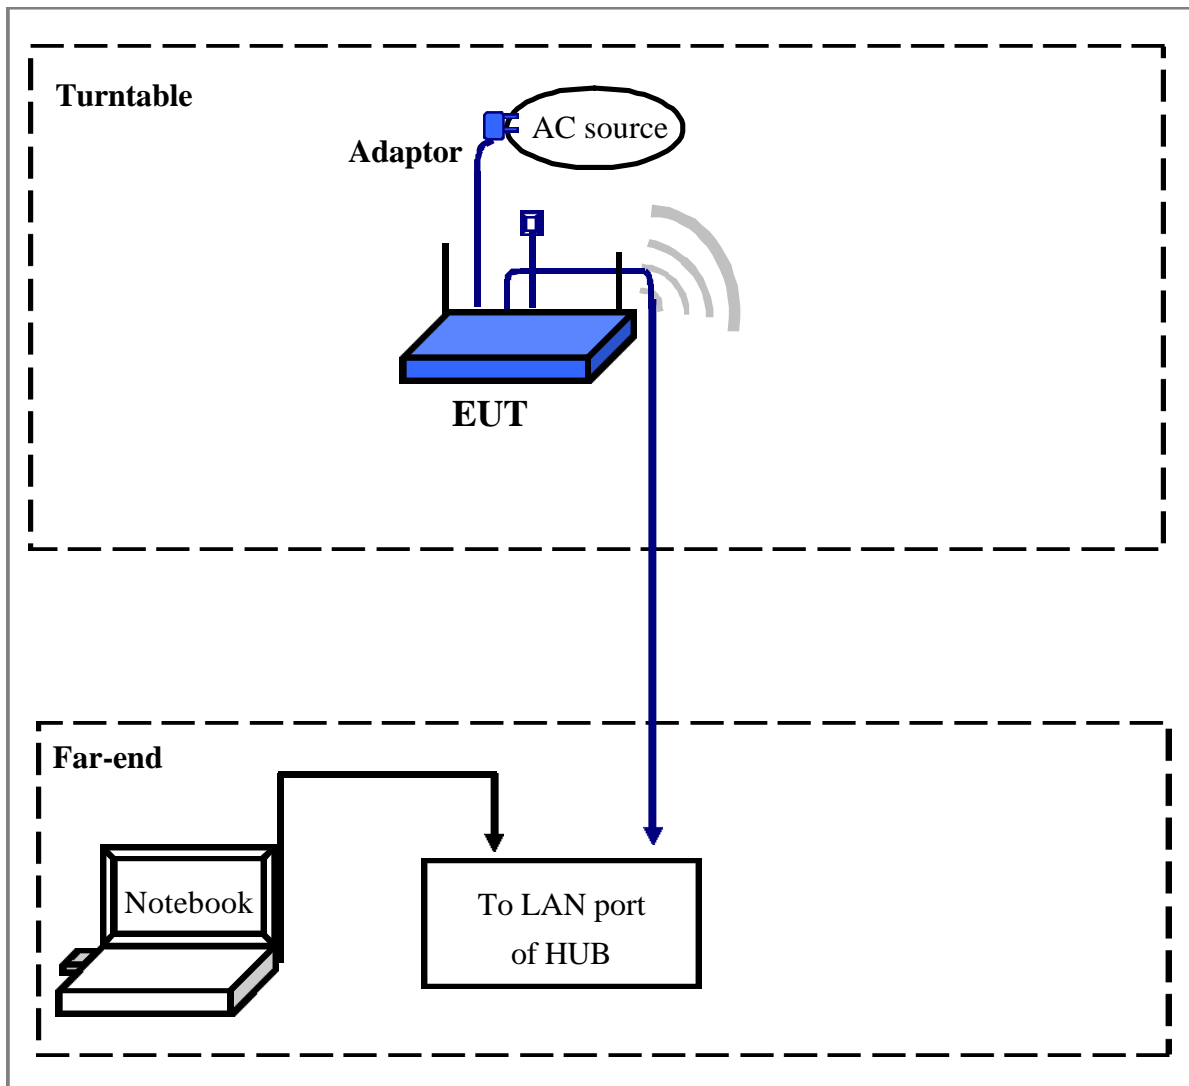 Turntable
AC source
Adaptor
EUT
Far-end
Notebook
To LAN port
of HUB